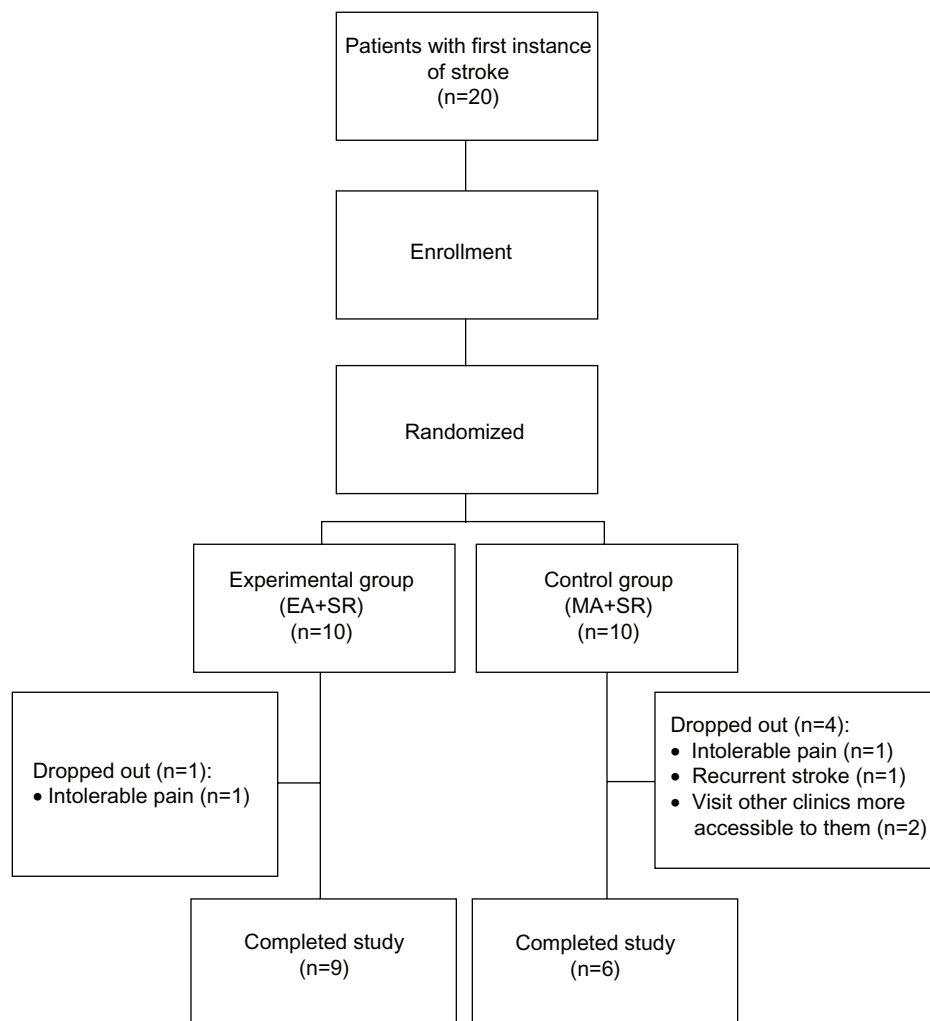 Patients with first instance
of stroke
(n=20)
Enrollment
Randomized
Experimental group
(EA+SR)
(n=10)
Control group
(MA+SR)
(n=10)
Dropped out (n=1):
• Intolerable pain (n=1)
Dropped out (n=4):
• Intolerable pain (n=1)
• Recurrent stroke (n=1)
• Visit other clinics more
accessible to them (n=2)
Completed study
(n=9)
Completed study
(n=6)